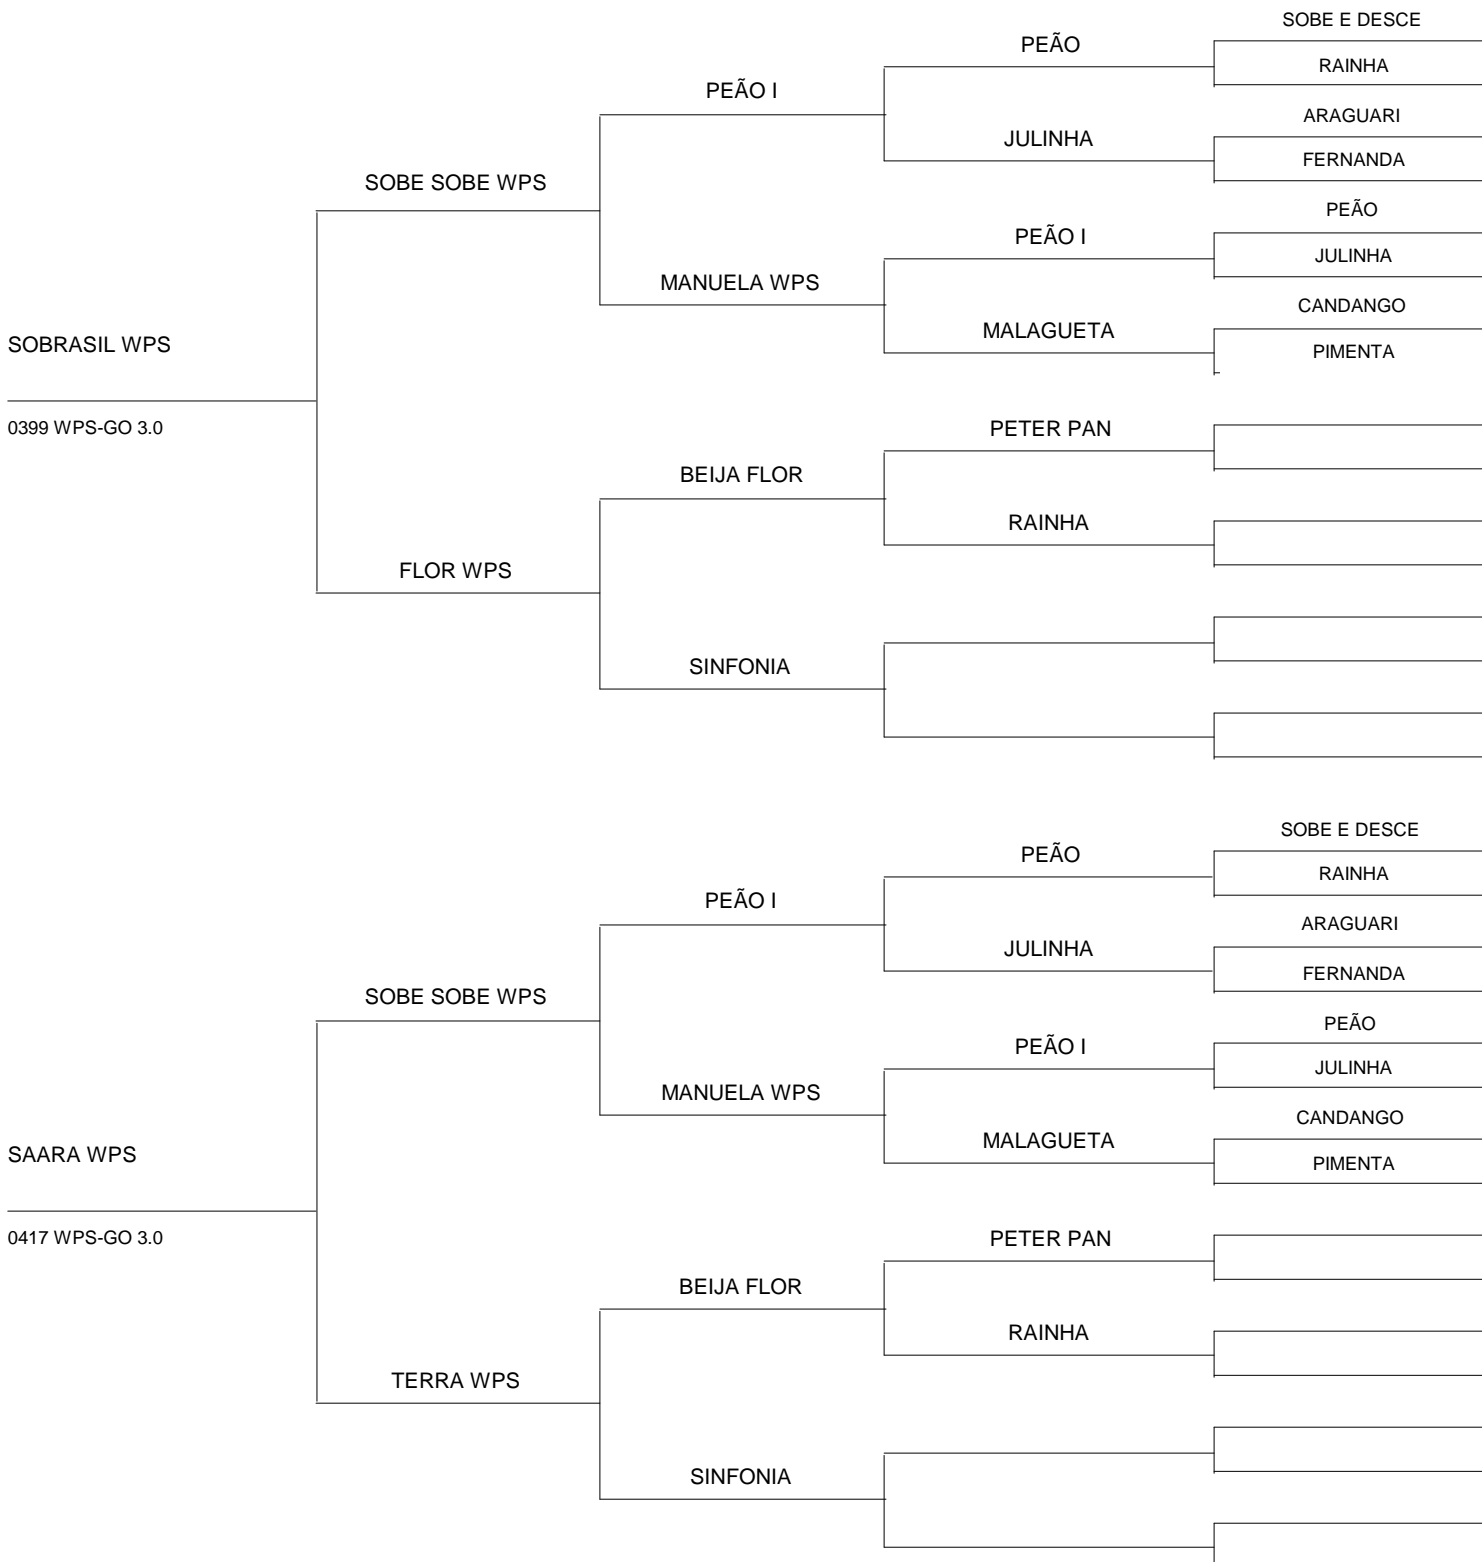 SOBE E DESCE
PEÃO
RAINHA
PEÃO I
ARAGUARI
JULINHA
FERNANDA
SOBE SOBE WPS
PEÃO
PEÃO I
JULINHA
MANUELA WPS
CANDANGO
MALAGUETA
SOBRASIL WPS
PIMENTA
0399 WPS-GO 3.0
PETER PAN
BEIJA FLOR
RAINHA
FLOR WPS
SINFONIA
SOBE E DESCE
PEÃO
RAINHA
PEÃO I
ARAGUARI
JULINHA
FERNANDA
SOBE SOBE WPS
PEÃO
PEÃO I
JULINHA
MANUELA WPS
CANDANGO
MALAGUETA
SAARA WPS
PIMENTA
0417 WPS-GO 3.0
PETER PAN
BEIJA FLOR
RAINHA
TERRA WPS
SINFONIA